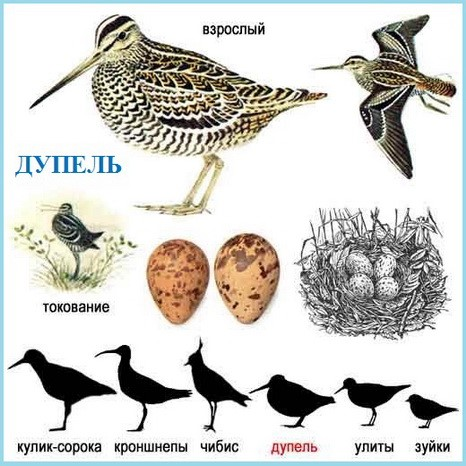 взрослый
ДУПЕЛЬ
токование
кулик-сорока кроншнепы чибис дупель улиты зуйки